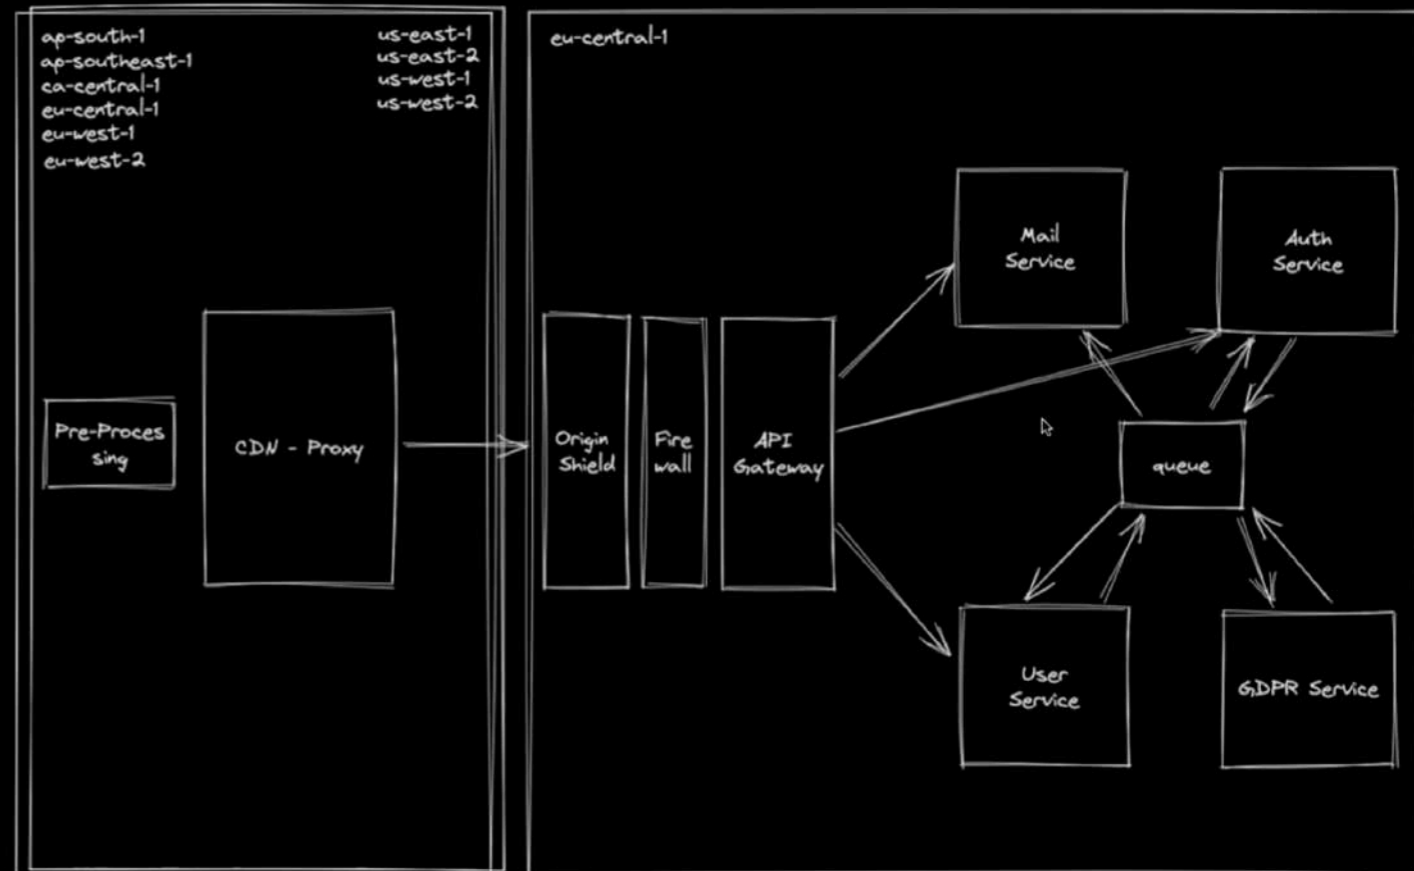 ap-south-1
ap-southeast-1
ca-central-1
eu-central-1
eu-west-1
eu-west-2
us-east-1
us-east-2
us-west-1
us-west-2
eu-central-1
Pre-Proces
sing
CDN - Proxy
Origin
Shield
Fire
wall
API
Gateway
Mail
Service
Auth
Service
queue
User
Service
GDPR Service